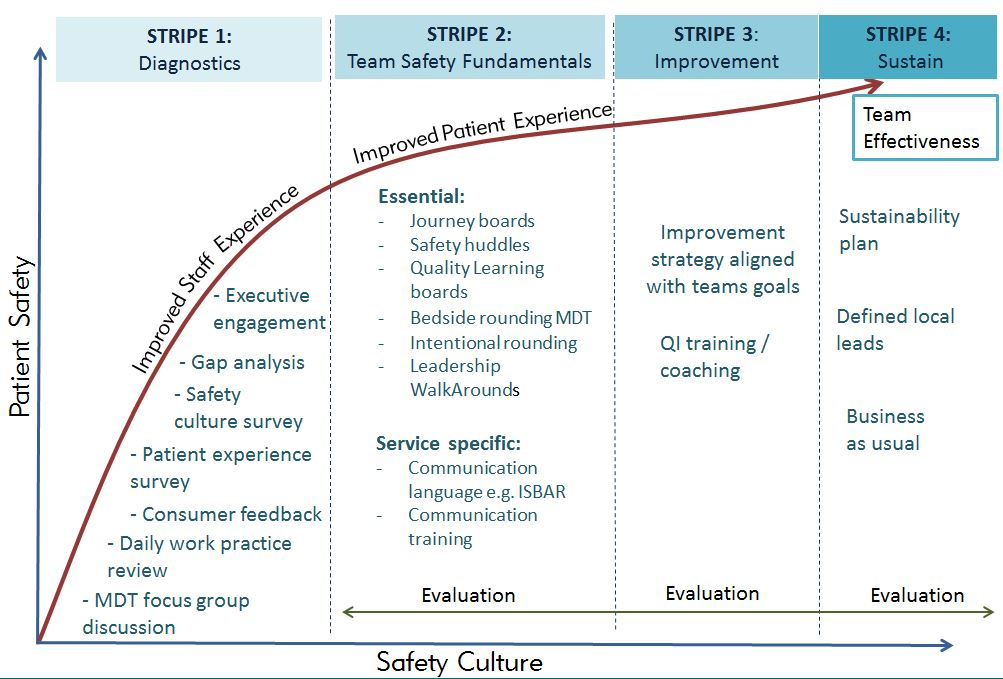 STRIPE 1:
Diagnostics
STRIPE 2:
Team Safety Fundamentals
STRIPE 3:
Improvement
STRIPE 4:
Sustain
Team
Effectiveness
Patient Safety
Improved Staff Experience
Improved Patient Experience
- Executive
engagement
- Gap analysis
- Safety
culture survey
- Patient experience
survey
- Consumer feedback
- Daily work practice
review
- MDT focus group
discussion
Essential:
- Journey boards
- Safety huddles
- Quality Learning
boards
- Bedside rounding MDT
- Intentional rounding
- Leadership
WalkArounds
Service specific:
- Communication
language e.g. ISBAR
- Communication
training
Improvement
strategy aligned
with teams goals
QI training /
coaching
Sustainability
plan
Defined local
leads
Business
as usual
Evaluation
Evaluation
Evaluation
Safety Culture